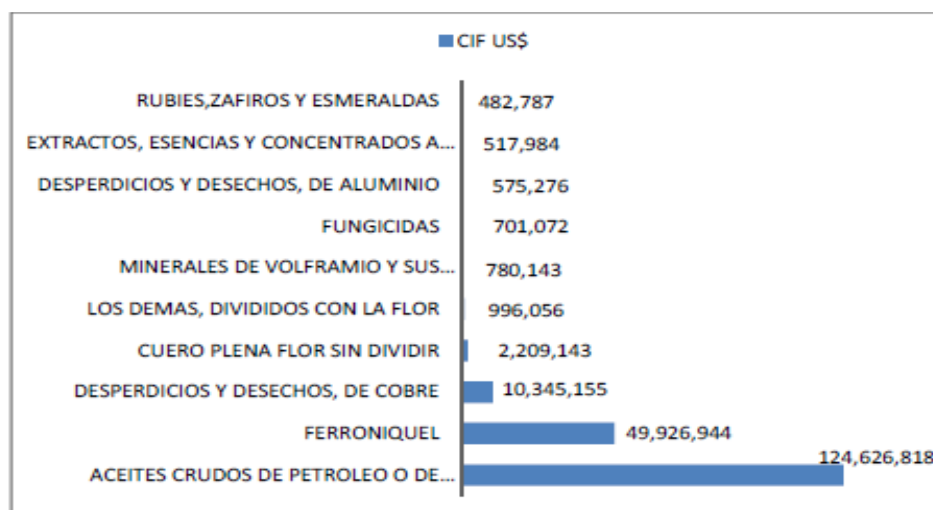 CIF US$
RUBIES,ZAFIROS Y ESMERALDAS 482,787
EXTRACTOS, ESENCIAS Y CONCENTRADOS A... 517,984
DESPERDICIOS Y DESECHOS, DE ALUMINIO 575,276
FUNGICIDAS 701,072
MINERALES DE VOLFRAMIO Y SUS... 780,143
LOS DEMAS, DIVIDIDOS CON LA FLOR 996,056
CUERO PLENA FLOR SIN DIVIDIR 2,209,143
DESPERDICIOS Y DESECHOS, DE COBRE 10,345,155
FERRONIQUEL 49,926,944
ACEITES CRUDOS DE PETROLEO O DE... 124,626,818